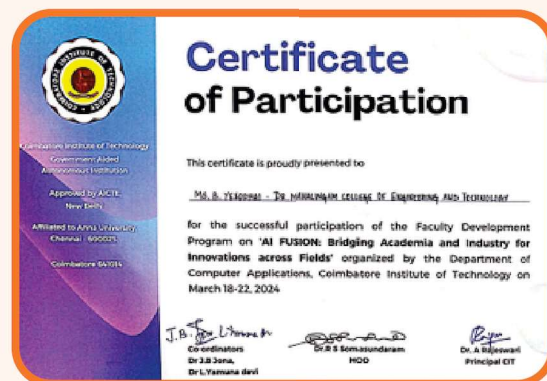 COIMBATORE INSTITUTE OF TECHNOLOGY
Coimbatore Institute of Technology
Government Aided
Autonomous Institution
Approved by AICTE,
New Delhi
Affiliated to Anna University,
Chennai - 600025
Coimbatore 641014
Certificate
of Participation
This certificate is proudly presented to
Ms. B. - Dr. MAHALINGAM COLLEGE OF ENGINEERING AND TECHNOLOGY
for the successful participation of the Faculty Development
Program on 'AI FUSION: Bridging Academia and Industry for
Innovations across Fields' organized by the Department of
Computer Applications, Coimbatore Institute of Technology on
March 18-22, 2024
Co-ordinators
Dr J.B Jona,
Dr L.Yamuna devi
Dr.R S Somasundaram
HOD
Dr. A Rajeswari
Principal CIT